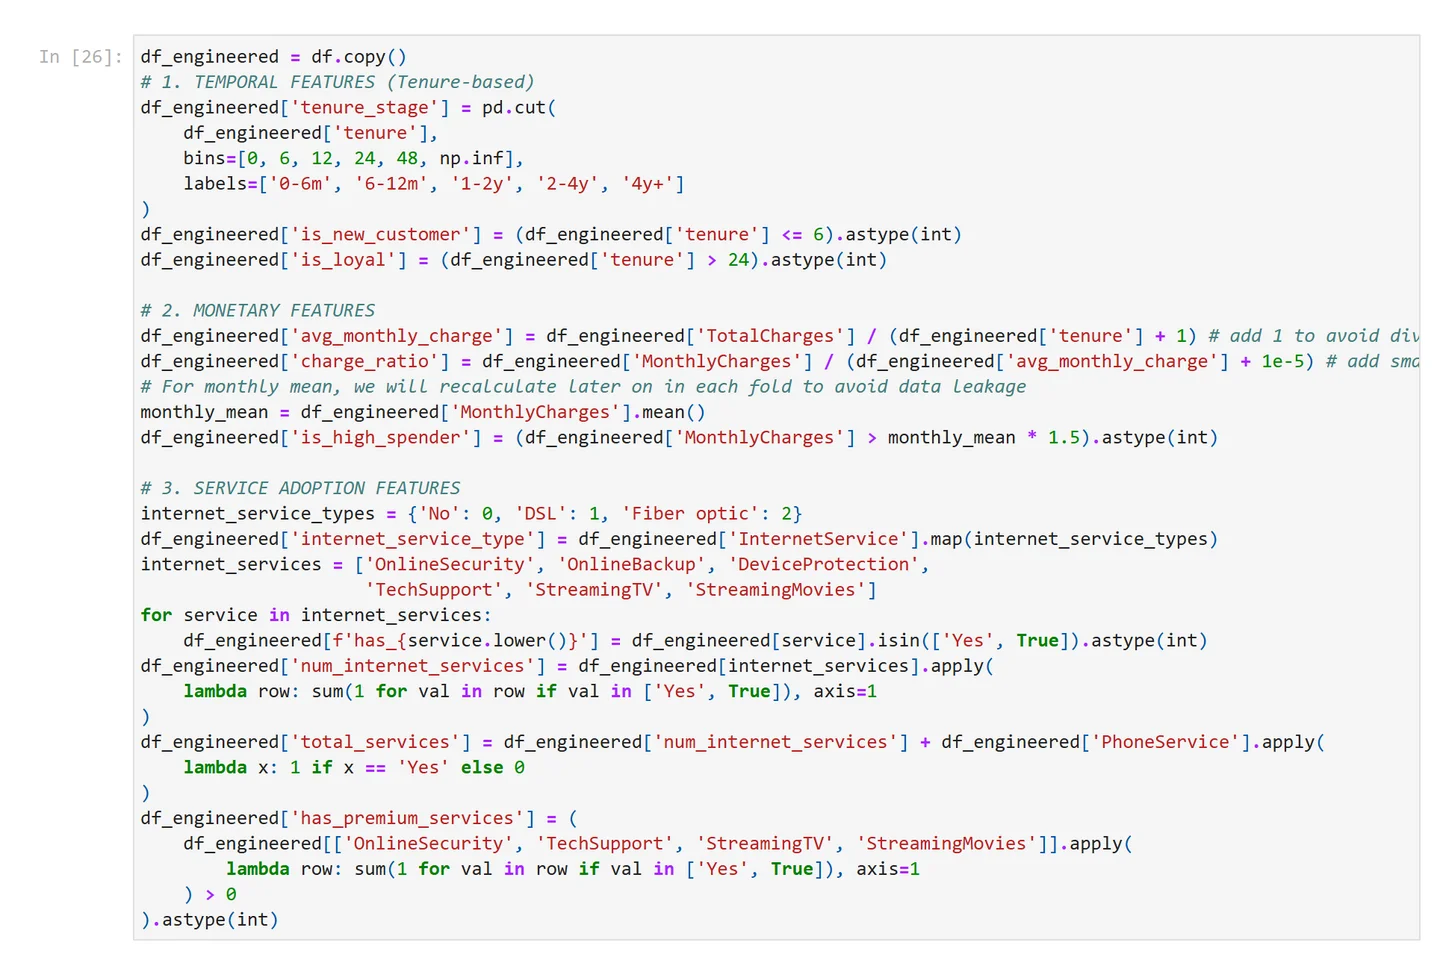 In [26]:
df_engineered = df.copy()
# 1. TEMPORAL FEATURES (Tenure-based)
df_engineered['tenure_stage'] = pd.cut(
    df_engineered['tenure'],
    bins=[0, 6, 12, 24, 48, np.inf],
    labels=['0-6m', '6-12m', '1-2y', '2-4y', '4y+']
)
df_engineered['is_new_customer'] = (df_engineered['tenure'] <= 6).astype(int)
df_engineered['is_loyal'] = (df_engineered['tenure'] > 24).astype(int)

# 2. MONETARY FEATURES
df_engineered['avg_monthly_charge'] = df_engineered['TotalCharges'] / (df_engineered['tenure'] + 1) # add 1 to avoid div
df_engineered['charge_ratio'] = df_engineered['MonthlyCharges'] / (df_engineered['avg_monthly_charge'] + 1e-5) # add sma
# For monthly mean, we will recalculate later on in each fold to avoid data leakage
monthly_mean = df_engineered['MonthlyCharges'].mean()
df_engineered['is_high_spender'] = (df_engineered['MonthlyCharges'] > monthly_mean * 1.5).astype(int)

# 3. SERVICE ADOPTION FEATURES
internet_service_types = {'No': 0, 'DSL': 1, 'Fiber optic': 2}
df_engineered['internet_service_type'] = df_engineered['InternetService'].map(internet_service_types)
internet_services = ['OnlineSecurity', 'OnlineBackup', 'DeviceProtection',
                     'TechSupport', 'StreamingTV', 'StreamingMovies']
for service in internet_services:
    df_engineered[f'has_{service.lower()}'] = df_engineered[service].isin(['Yes', True]).astype(int)
df_engineered['num_internet_services'] = df_engineered[internet_services].apply(
    lambda row: sum(1 for val in row if val in ['Yes', True]), axis=1
)
df_engineered['total_services'] = df_engineered['num_internet_services'] + df_engineered['PhoneService'].apply(
    lambda x: 1 if x == 'Yes' else 0
)
df_engineered['has_premium_services'] = (
    df_engineered[['OnlineSecurity', 'TechSupport', 'StreamingTV', 'StreamingMovies']].apply(
        lambda row: sum(1 for val in row if val in ['Yes', True]), axis=1
    ) > 0
).astype(int)